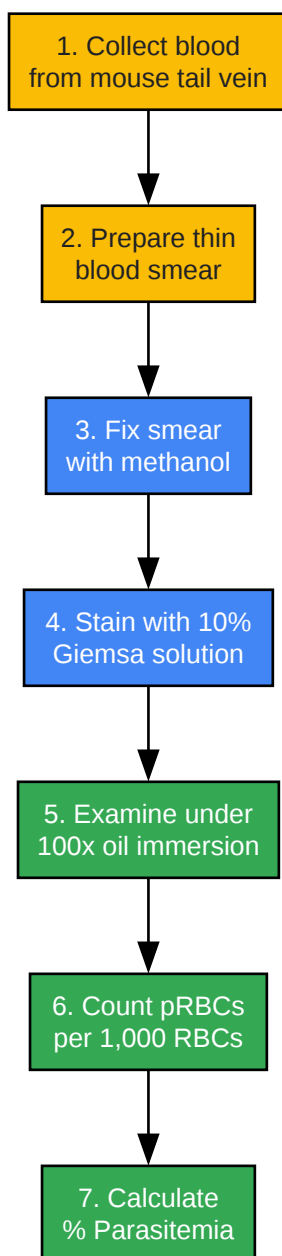 1. Collect blood
from mouse tail vein
2. Prepare thin
blood smear
3. Fix smear
with methanol
4. Stain with 10%
Giemsa solution
5. Examine under
100x oil immersion
6. Count pRBCs
per 1,000 RBCs
7. Calculate
% Parasitemia